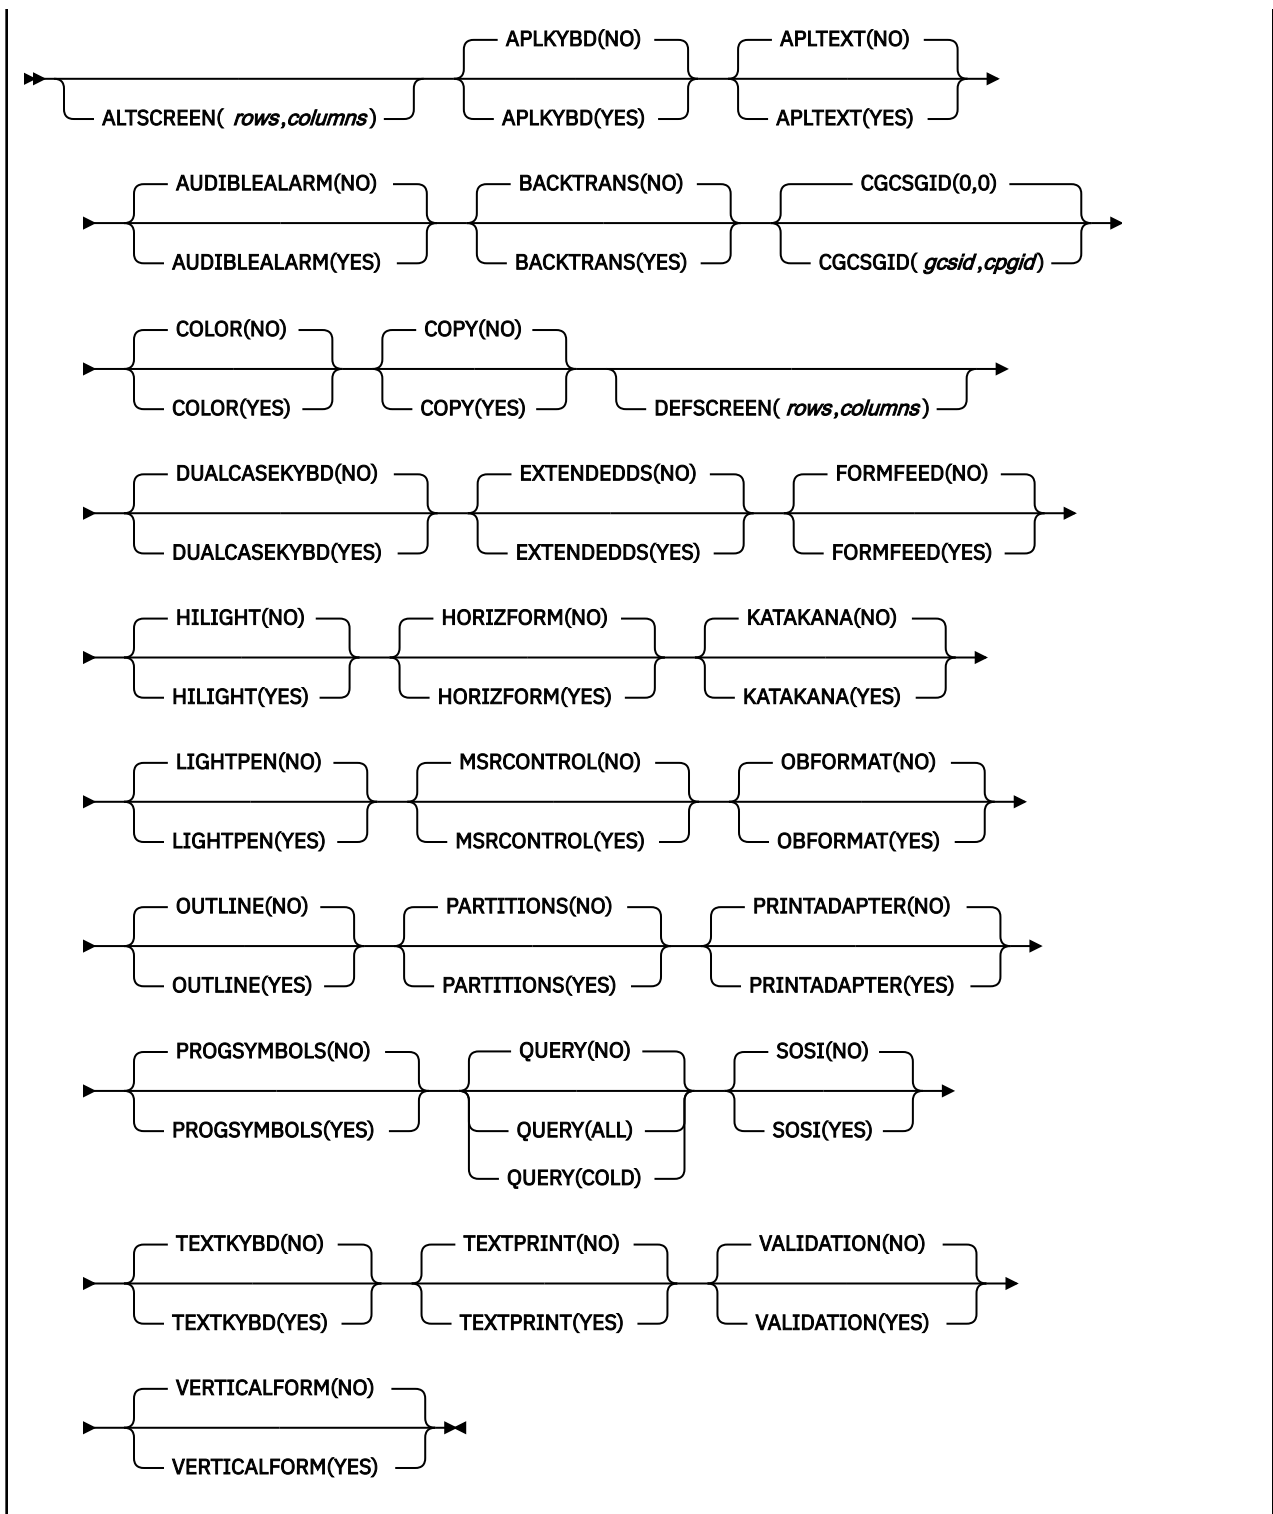 APLKYBD(NO) APLTEXT(NO)
ALTSCREEN( rows,columns) APLKYBD(YES) APLTEXT(YES)
AUDIBLEALARM(NO) BACKTRANS(NO) CGCSGID(0,0)
AUDIBLEALARM(YES) BACKTRANS(YES) CGCSGID( gcsid,cpgid)
COLOR(NO) COPY(NO)
COLOR(YES) COPY(YES) DEFSCREEN( rows,columns)
DUALCASEKYBD(NO) EXTENDEDDS(NO) FORMFEED(NO)
DUALCASEKYBD(YES) EXTENDEDDS(YES) FORMFEED(YES)
HILIGHT(NO) HORIZFORM(NO) KATAKANA(NO)
HILIGHT(YES) HORIZFORM(YES) KATAKANA(YES)
LIGHTPEN(NO) MSRCONTROL(NO) OBFORMAT(NO)
LIGHTPEN(YES) MSRCONTROL(YES) OBFORMAT(YES)
OUTLINE(NO) PARTITIONS(NO) PRINTADAPTER(NO)
OUTLINE(YES) PARTITIONS(YES) PRINTADAPTER(YES)
PROGSYMBOLS(NO) QUERY(NO) SOSI(NO)
PROGSYMBOLS(YES) QUERY(ALL) SOSI(YES)
QUERY(COLD)
TEXTKYBD(NO) TEXTPRINT(NO) VALIDATION(NO)
TEXTKYBD(YES) TEXTPRINT(YES) VALIDATION(YES)
VERTICALFORM(NO)
VERTICALFORM(YES)